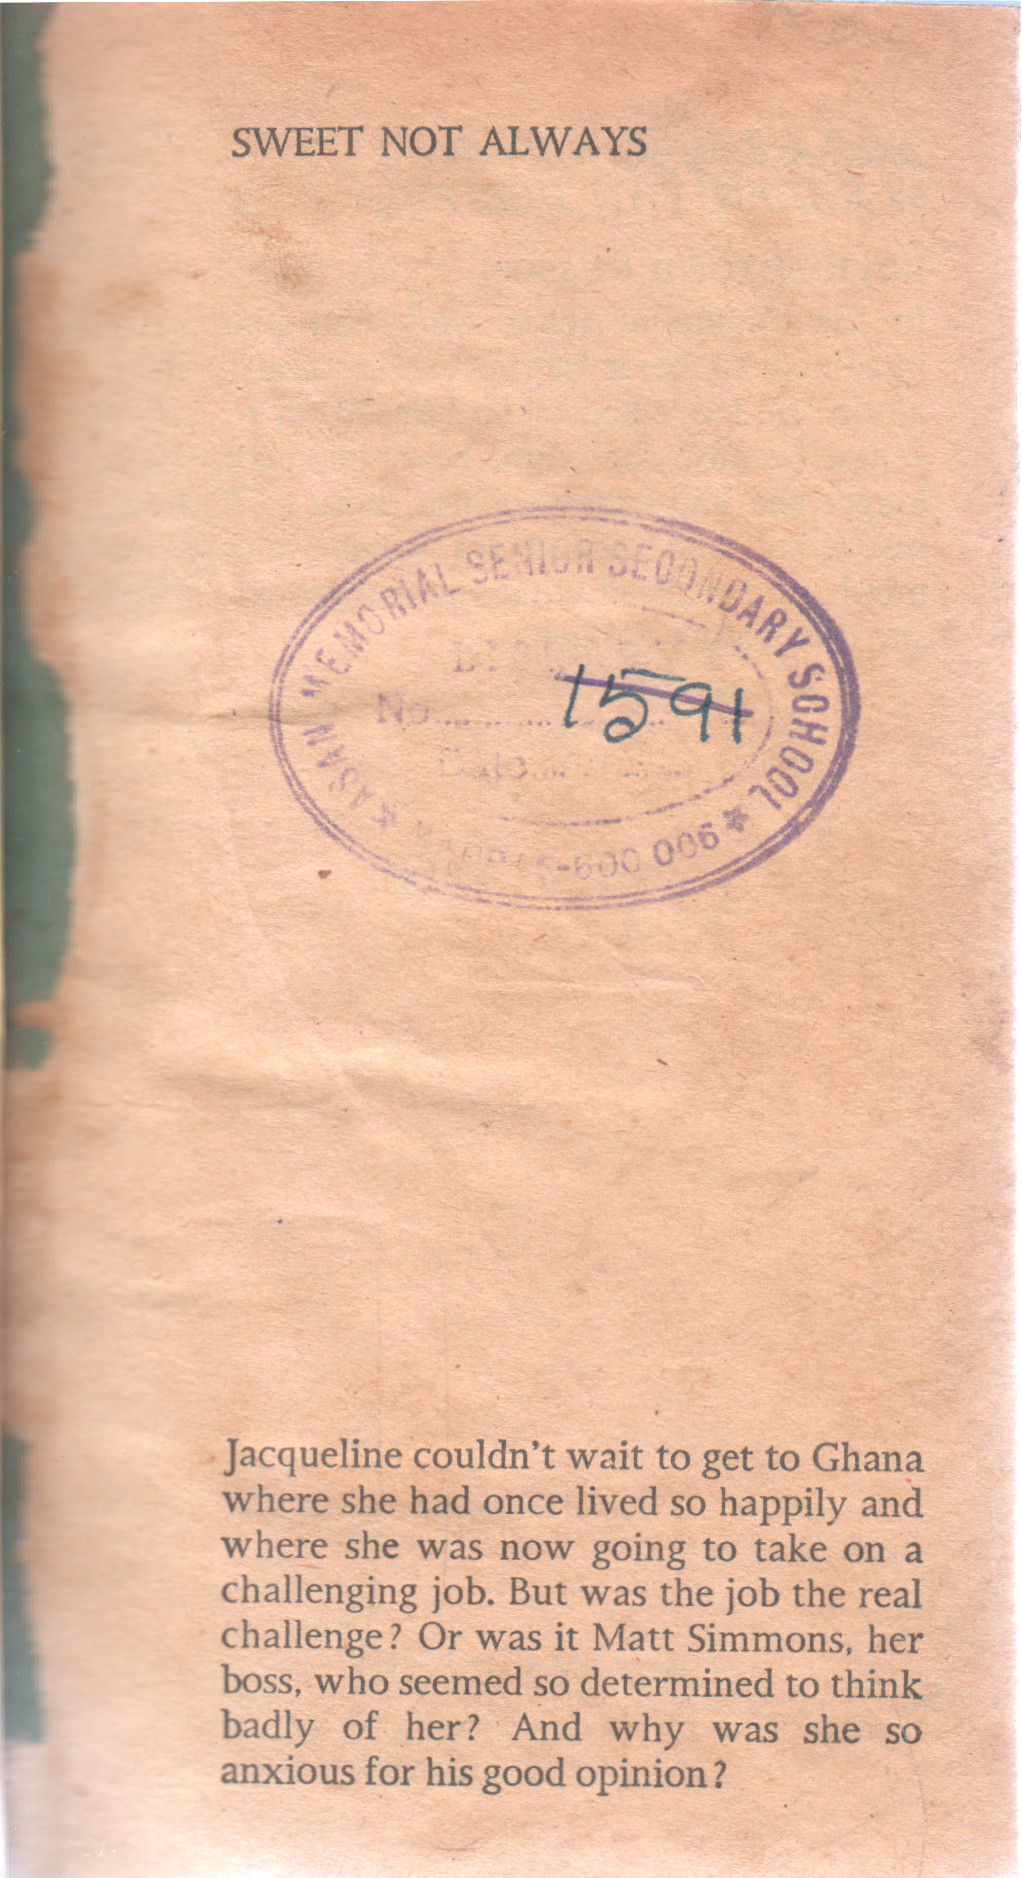 SWEET NOT ALWAYS
ASAN MEMORIAL SENIOR SECONDARY SCHOOL
No.
1591
Date
-600 006
Jacqueline couldn't wait to get to Ghana
where she had once lived so happily and
where she was now going to take on a
challenging job. But was the job the real
challenge? Or was it Matt Simmons, her
boss, who seemed so determined to think
badly of her? And why was she so
anxious for his good opinion?